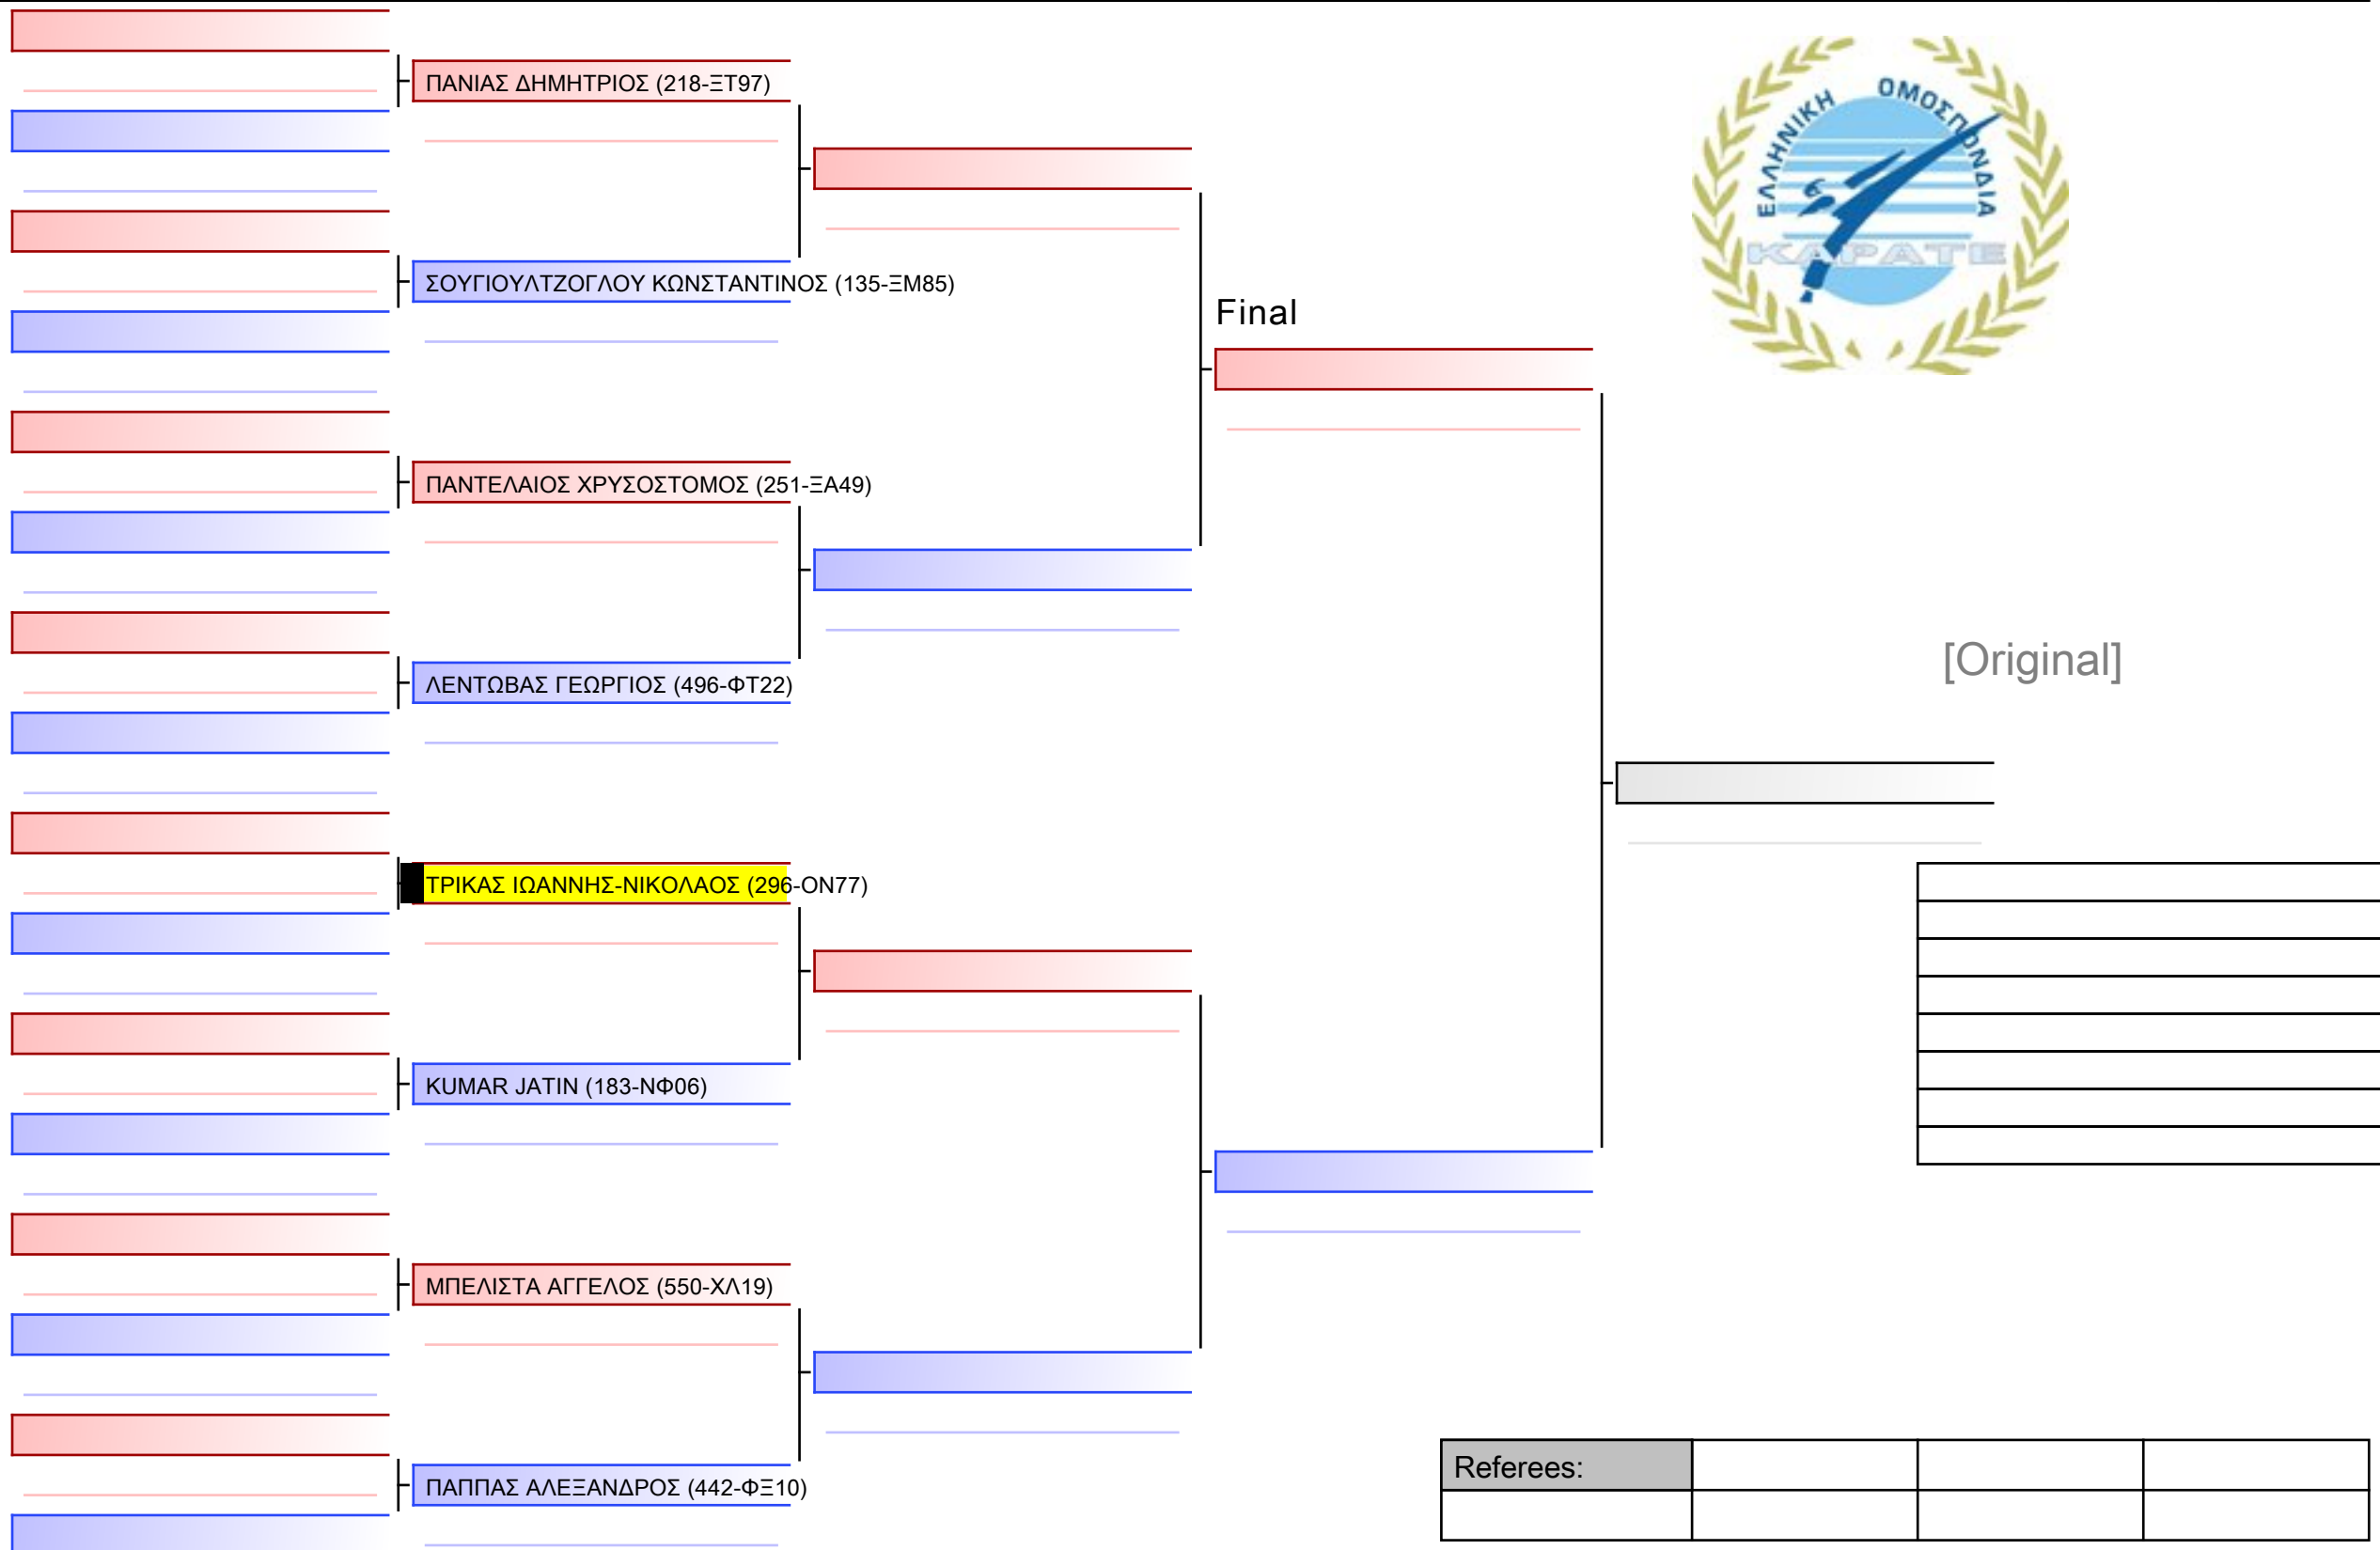 ΠΑΝΙΑΣ ΔΗΜΗΤΡΙΟΣ (218-ΞΤ97)
ΕΛΛΗΝΙΚΗ ΟΜΟΣΠΟΝΔΙΑ
ΚΑΡΑΤΕ
ΣΟΥΓΙΟΥΛΤΖΟΓΛΟΥ ΚΩΝΣΤΑΝΤΙΝΟΣ (135-ΞΜ85)
Final
ΠΑΝΤΕΛΑΙΟΣ ΧΡΥΣΟΣΤΟΜΟΣ (251-ΞΑ49)
ΛΕΝΤΩΒΑΣ ΓΕΩΡΓΙΟΣ (496-ΦΤ22)
[Original]
ΤΡΙΚΑΣ ΙΩΑΝΝΗΣ-ΝΙΚΟΛΑΟΣ (296-ΟΝ77)
KUMAR JATIN (183-ΝΦ06)
ΜΠΕΛΙΣΤΑ ΑΓΓΕΛΟΣ (550-ΧΛ19)
Referees:
ΠΑΠΠΑΣ ΑΛΕΞΑΝΔΡΟΣ (442-ΦΞ10)